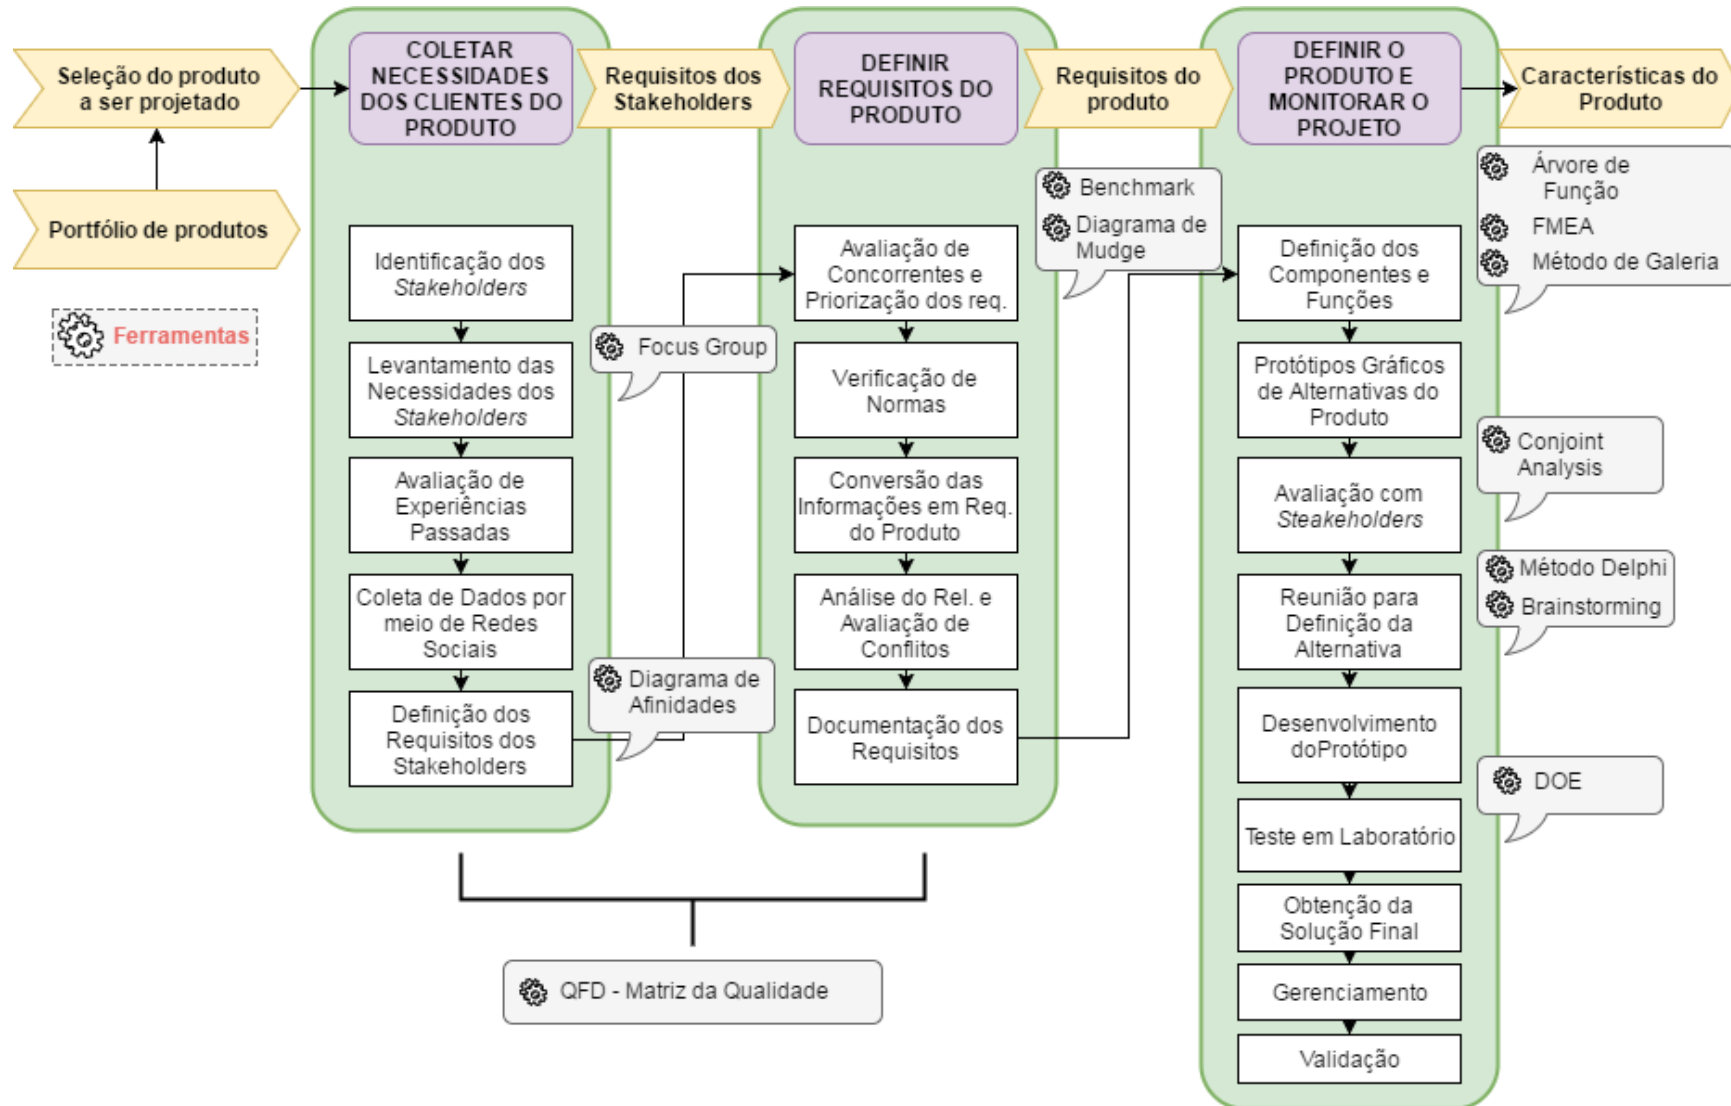 Seleção do produto
a ser projetado
Portfólio de produtos
Ferramentas
COLETAR
NECESSIDADES
DOS CLIENTES DO
PRODUTO
Identificação dos
Stakeholders
Levantamento das
Necessidades dos
Stakeholders
Avaliação de
Experiências
Passadas
Coleta de Dados por
meio de Redes
Sociais
Definição dos
Requisitos dos
Stakeholders
Requisitos dos
Stakeholders
Focus Group
Diagrama de
Afinidades
DEFINIR
REQUISITOS DO
PRODUTO
Avaliação de
Concorrentes e
Priorização dos req.
Verificação de
Normas
Conversão das
Informações em Req.
do Produto
Análise do Rel. e
Avaliação de
Conflitos
Documentação dos
Requisitos
Requisitos do
produto
Benchmark
Diagrama de
Mudge
DEFINIR O
PRODUTO E
MONITORAR O
PROJETO
Definição dos
Componentes e
Funções
Protótipos Gráficos
de Alternativas do
Produto
Avaliação com
Steakeholders
Reunião para
Definição da
Alternativa
Desenvolvimento
doProtótipo
Teste em Laboratório
Obtenção da
Solução Final
Gerenciamento
Validação
Características do
Produto
Árvore de
Função
FMEA
Método de Galeria
Conjoint
Analysis
Método Delphi
Brainstorming
DOE
QFD - Matriz da Qualidade